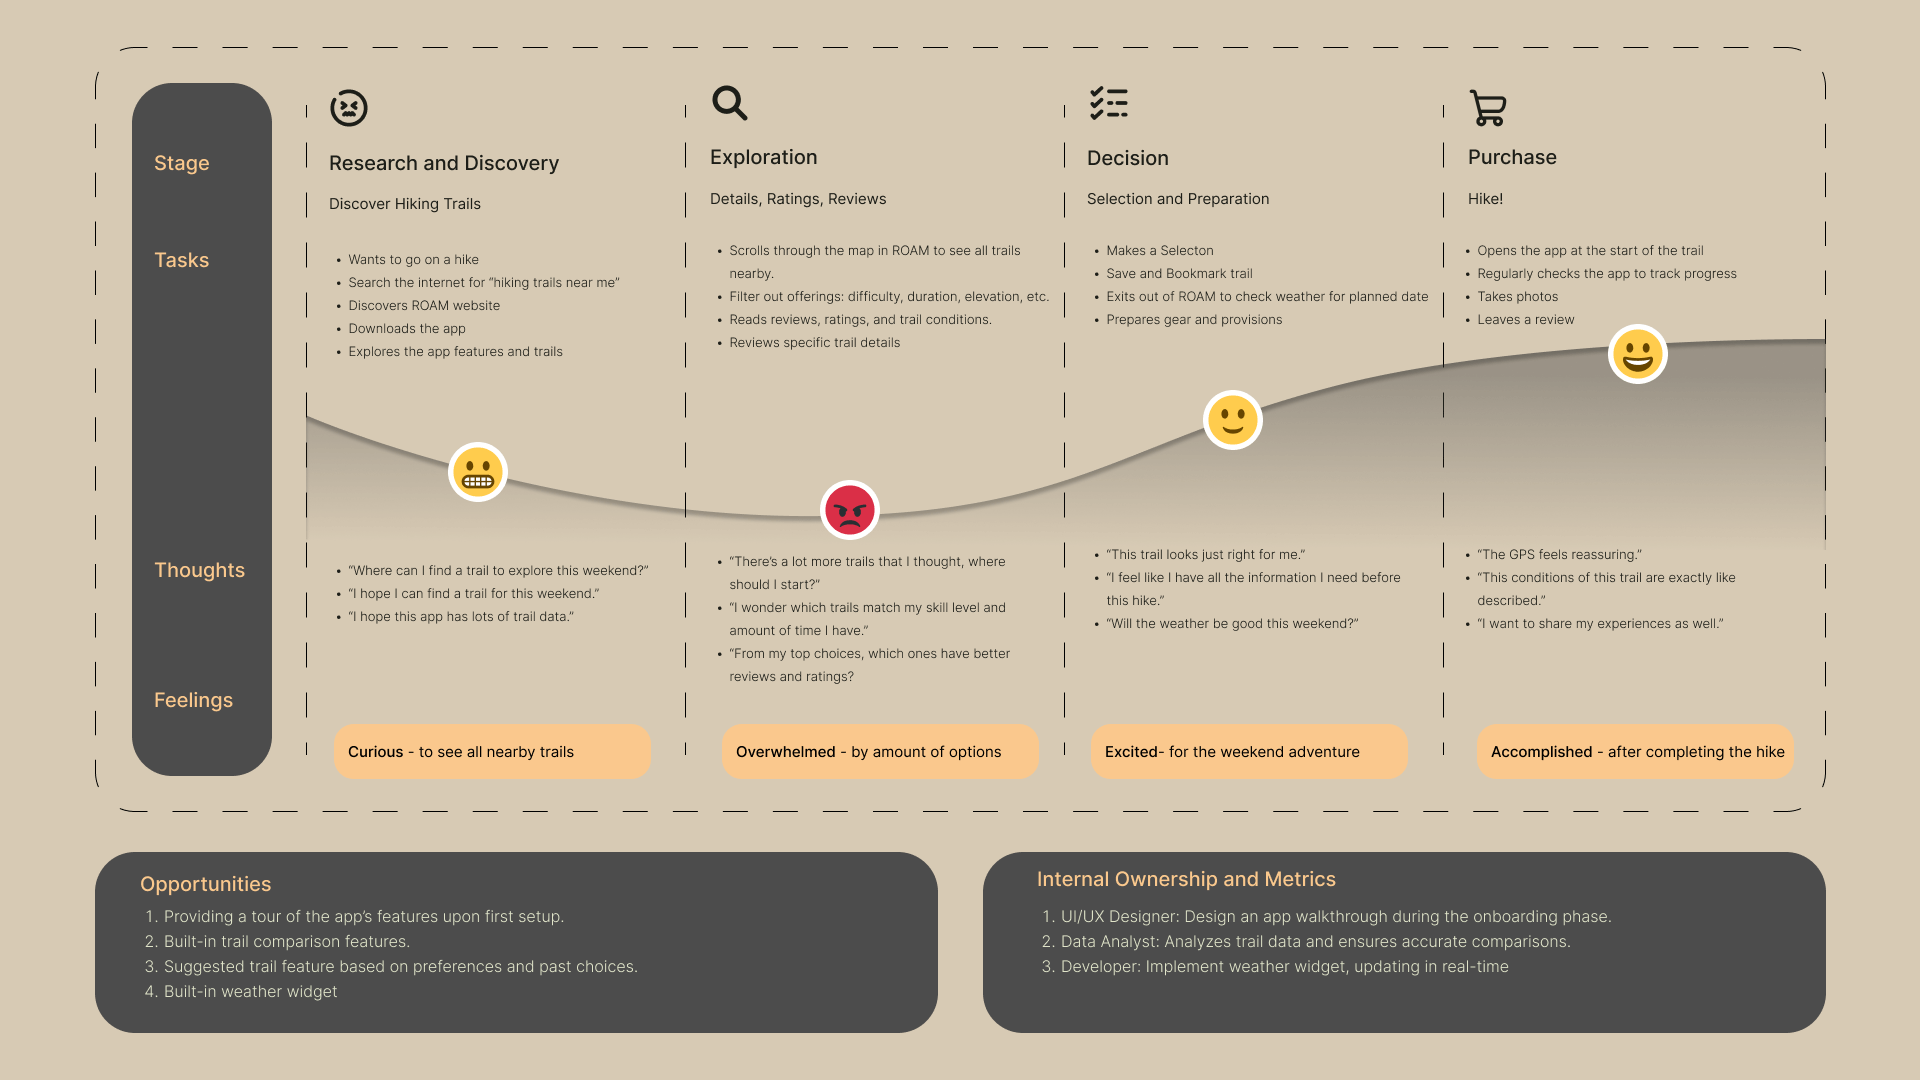 Stage
Tasks
Thoughts
Feelings
Research and Discovery
Discover Hiking Trails
• Wants to go on a hike
• Search the internet for “hiking trails near me”
• Discovers ROAM website
• Downloads the app
• Explores the app features and trails
• “Where can I find a trail to explore this weekend?”
• “I hope I can find a trail for this weekend.”
• “I hope this app has lots of trail data.”
Curious - to see all nearby trails
Exploration
Details, Ratings, Reviews
• Scrolls through the map in ROAM to see all trails
nearby.
• Filter out offerings: difficulty, duration, elevation, etc.
• Reads reviews, ratings, and trail conditions.
• Reviews specific trail details
• “There’s a lot more trails that I thought, where
should I start?”
• “I wonder which trails match my skill level and
amount of time I have.”
• “From my top choices, which ones have better
reviews and ratings?
Overwhelmed - by amount of options
Decision
Selection and Preparation
• Makes a Selecton
• Save and Bookmark trail
• Exits out of ROAM to check weather for planned date
• Prepares gear and provisions
• “This trail looks just right for me.”
• “I feel like I have all the information I need before
this hike.”
• “Will the weather be good this weekend?”
Excited- for the weekend adventure
Purchase
Hike!
• Opens the app at the start of the trail
• Regularly checks the app to track progress
• Takes photos
• Leaves a review
• “The GPS feels reassuring.”
• “This conditions of this trail are exactly like
described.”
• “I want to share my experiences as well.”
Accomplished - after completing the hike
Opportunities
1. Providing a tour of the app’s features upon first setup.
2. Built-in trail comparison features.
3. Suggested trail feature based on preferences and past choices.
4. Built-in weather widget
Internal Ownership and Metrics
1. UI/UX Designer: Design an app walkthrough during the onboarding phase.
2. Data Analyst: Analyzes trail data and ensures accurate comparisons.
3. Developer: Implement weather widget, updating in real-time